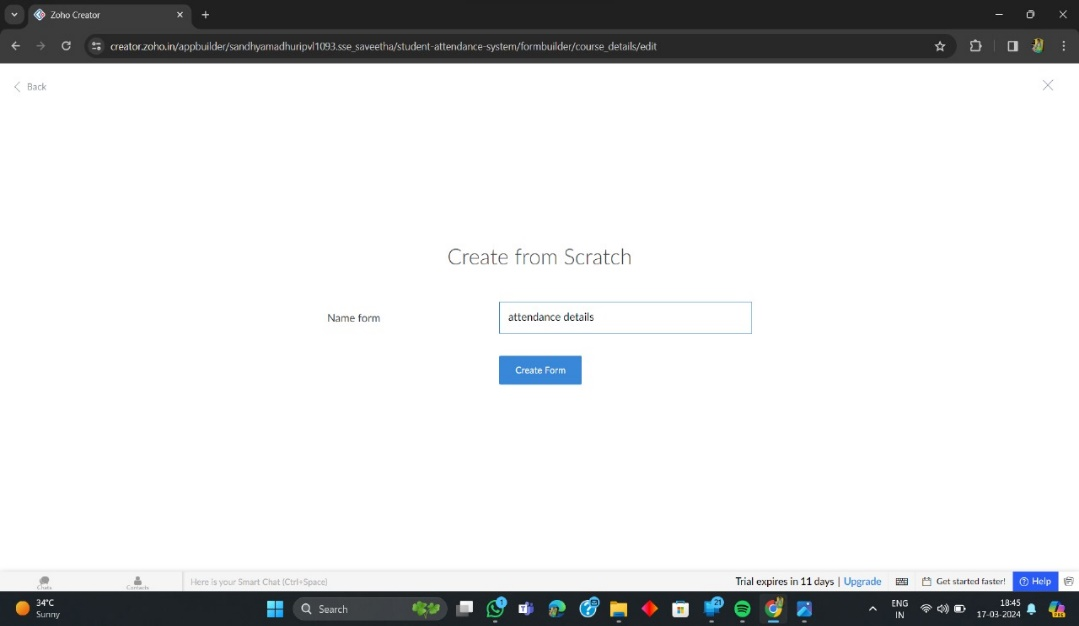 Zoho Creator
creator.zoho.in/appbuilder/sandhyamadhuripvl1093.sse_saveetha/student-attendance-system/formbuilder/course_details/edit
Back
Create from Scratch
Name form
attendance details
Create Form
Chats
Contacts
Here is your Smart Chat (Ctrl+Space)
Trial expires in 11 days | Upgrade
Get started faster!
Help
34°C
Sunny
Search
ENG
IN
18:45
17-03-2024